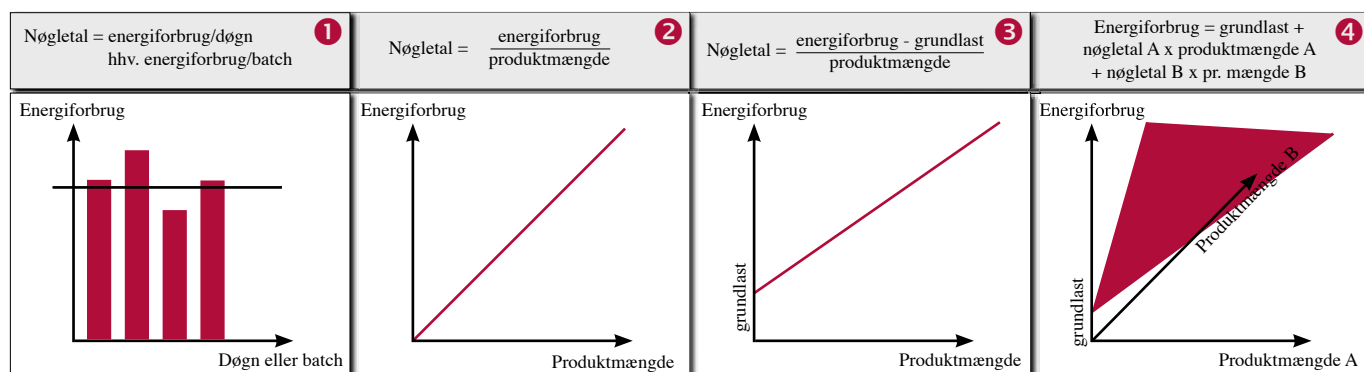 Nøgletal = energiforbrug/døgn
hhv. energiforbrug/batch
1
Nøgletal = energiforbrug
produktmængde
2
Nøgletal = energiforbrug - grundlast
produktmængde
3
Energiforbrug = grundlast +
nøgletal A x produktmængde A
+ nøgletal B x pr. mængde B
4
Energiforbrug
Døgn eller batch
Energiforbrug
Produktmængde
Energiforbrug
grundlast
Produktmængde
Energiforbrug
Produktmængde B
grundlast
Produktmængde A